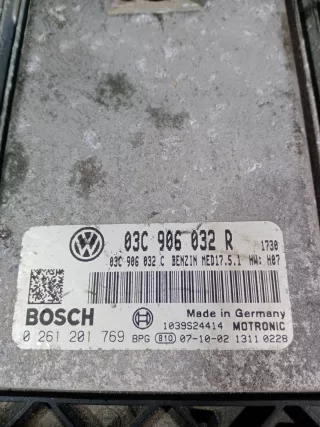 03C 906 032 R 1730
03C 906 032 C BENZIN MED17.5.1 HW: H07
BOSCH
Made in Germany
1039S24414 MOTRONIC
0 261 201 769 BPG 810 07-10-02 1311 0228